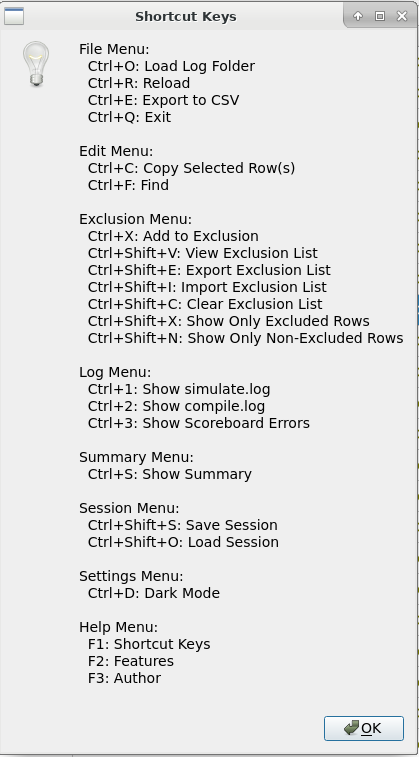 Shortcut Keys
File Menu:
Ctrl+O: Load Log Folder
Ctrl+R: Reload
Ctrl+E: Export to CSV
Ctrl+Q: Exit
Edit Menu:
Ctrl+C: Copy Selected Row(s)
Ctrl+F: Find
Exclusion Menu:
Ctrl+X: Add to Exclusion
Ctrl+Shift+V: View Exclusion List
Ctrl+Shift+E: Export Exclusion List
Ctrl+Shift+I: Import Exclusion List
Ctrl+Shift+C: Clear Exclusion List
Ctrl+Shift+X: Show Only Excluded Rows
Ctrl+Shift+N: Show Only Non-Excluded Rows
Log Menu:
Ctrl+1: Show simulate.log
Ctrl+2: Show compile.log
Ctrl+3: Show Scoreboard Errors
Summary Menu:
Ctrl+S: Show Summary
Session Menu:
Ctrl+Shift+S: Save Session
Ctrl+Shift+O: Load Session
Settings Menu:
Ctrl+D: Dark Mode
Help Menu:
F1: Shortcut Keys
F2: Features
F3: Author
OK